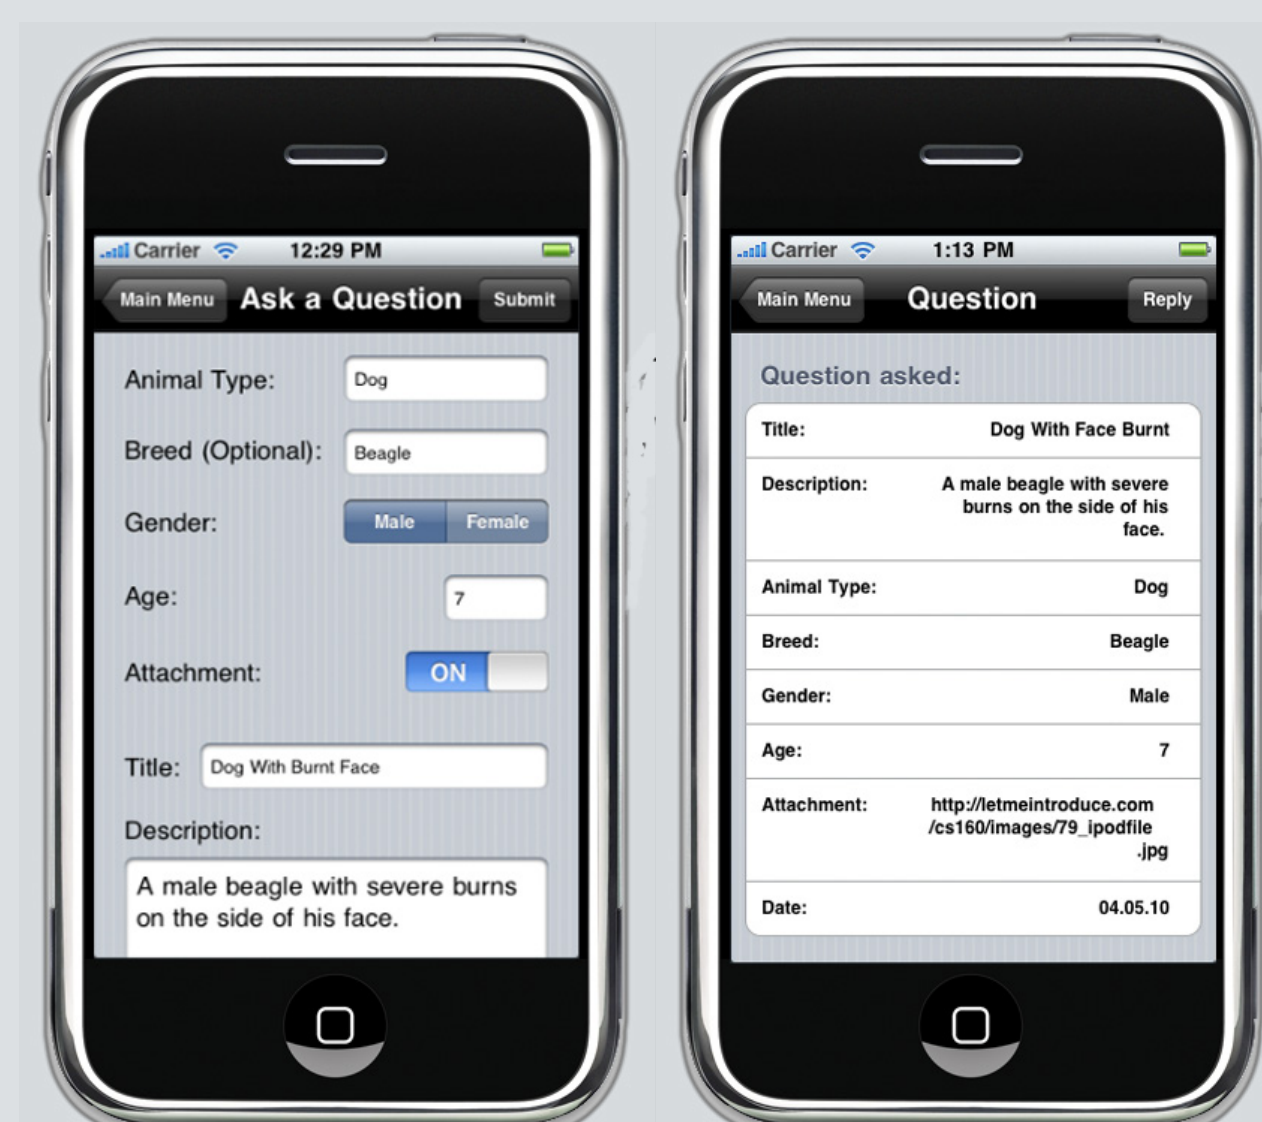 Carrier 12:29 PM
Main Menu Ask a Question Submit
Animal Type: Dog
Breed (Optional): Beagle
Gender: Male Female
Age: 7
Attachment: ON
Title: Dog With Burnt Face
Description:
A male beagle with severe burns
on the side of his face.
Carrier 1:13 PM
Main Menu Question Reply
Question asked:
Title: Dog With Face Burnt
Description: A male beagle with severe
burns on the side of his
face.
Animal Type: Dog
Breed: Beagle
Gender: Male
Age: 7
Attachment: http://letmeintroduce.com
/cs160/images/79_ipodfile
.jpg
Date: 04.05.10